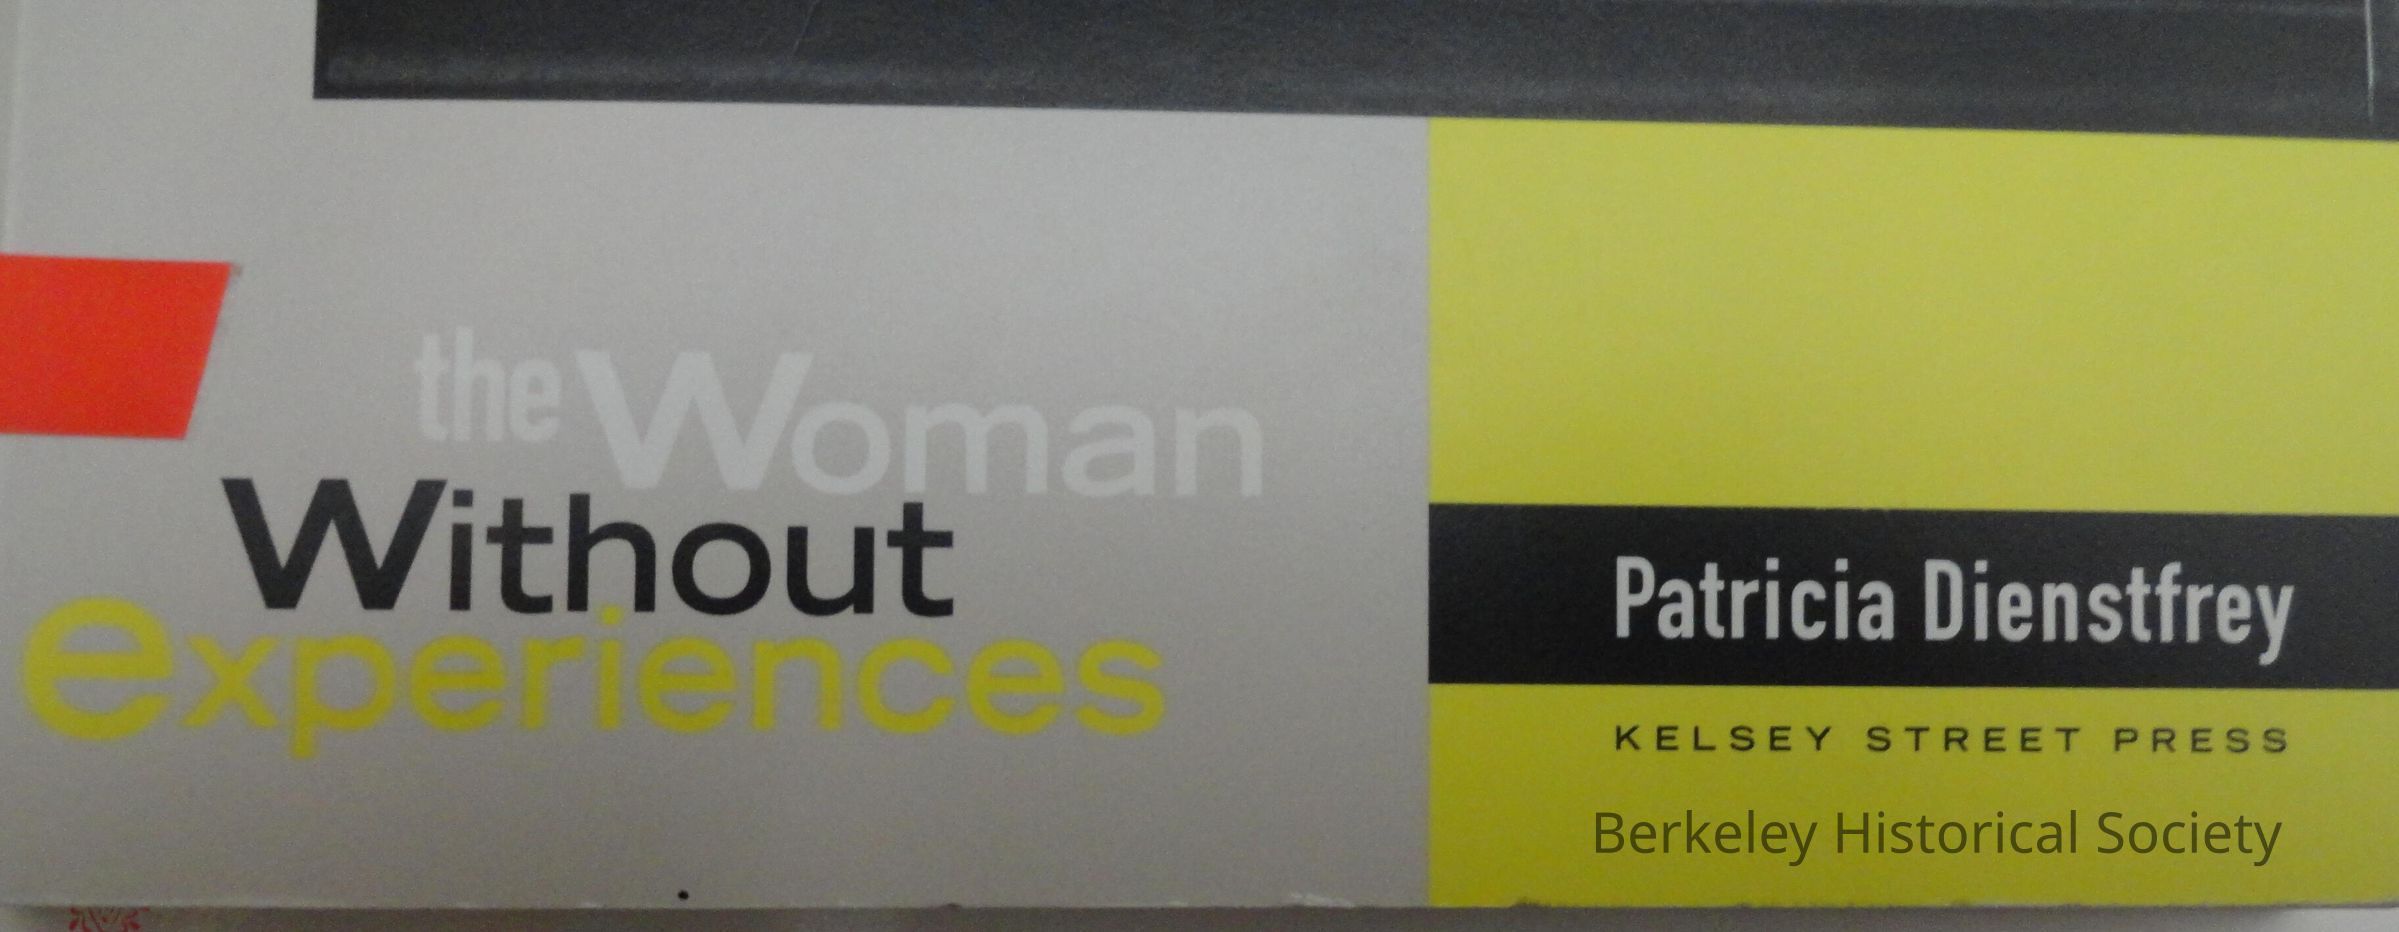 the Woman
Without
experiences
Patricia Dienstfrey
KELSEY STREET PRESS
Berkeley Historical Society